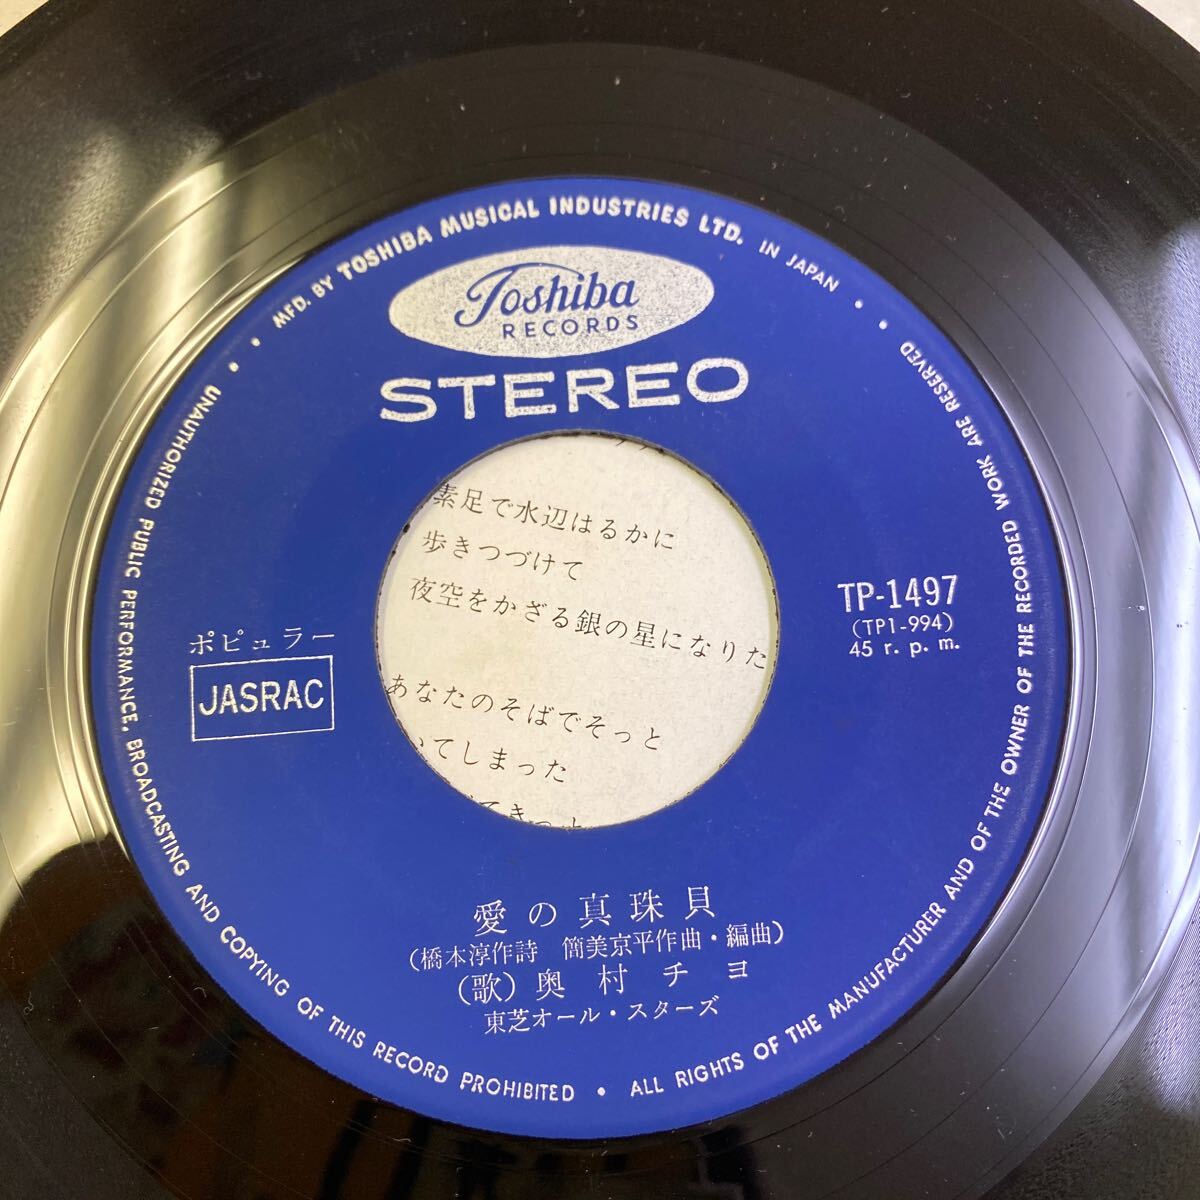 MFD. BY TOSHIBA MUSICAL INDUSTRIES LTD. IN JAPAN • • ALL RIGHTS OF THE MANUFACTURER AND OF THE OWNER OF THE RECORDED WORK ARE RESERVED
UNAUTHORIZED PUBLIC PERFORMANCE, BROADCASTING AND COPYING OF THIS RECORD PROHIBITED •
Toshiba
RECORDS
STEREO
素足で水辺はるかに
歩きつづけて
夜空をかざる銀の星になりた
あなたのそばでそっと
いてしまった
てきっと
TP-1497
(TP1-994)
45 r. p. m.
ポピュラー
JASRAC
愛の真珠貝
(橋本淳作詩 筒美京平作曲・編曲)
(歌) 奥村チヨ
東芝オール・スターズ